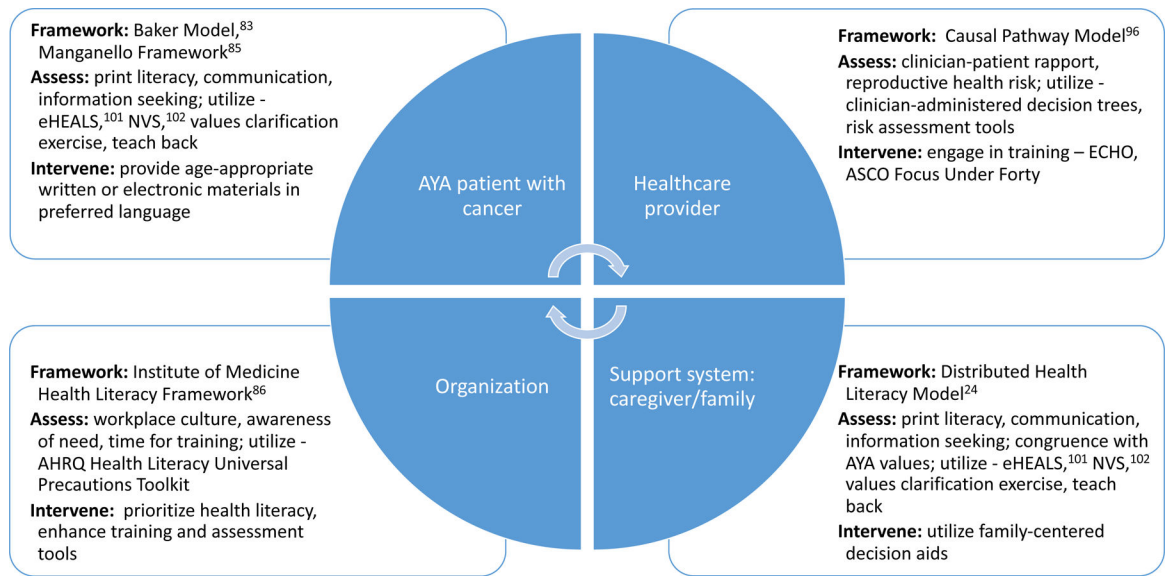 Framework: Baker Model,83
Manganello Framework85
Assess: print literacy, communication,
information seeking; utilize -
eHEALS,101 NVS,102 values clarification
exercise, teach back
Intervene: provide age-appropriate
written or electronic materials in
preferred language
AYA patient with
cancer
Framework: Causal Pathway Model96
Assess: clinician-patient rapport,
reproductive health risk; utilize -
clinician-administered decision trees,
risk assessment tools
Intervene: engage in training – ECHO,
ASCO Focus Under Forty
Healthcare
provider
Framework: Institute of Medicine
Health Literacy Framework86
Assess: workplace culture, awareness
of need, time for training; utilize -
AHRQ Health Literacy Universal
Precautions Toolkit
Intervene: prioritize health literacy,
enhance training and assessment
tools
Organization
Support system:
caregiver/family
Framework: Distributed Health
Literacy Model24
Assess: print literacy, communication,
information seeking; congruence with
AYA values; utilize - eHEALS,101 NVS,102
values clarification exercise, teach
back
Intervene: utilize family-centered
decision aids